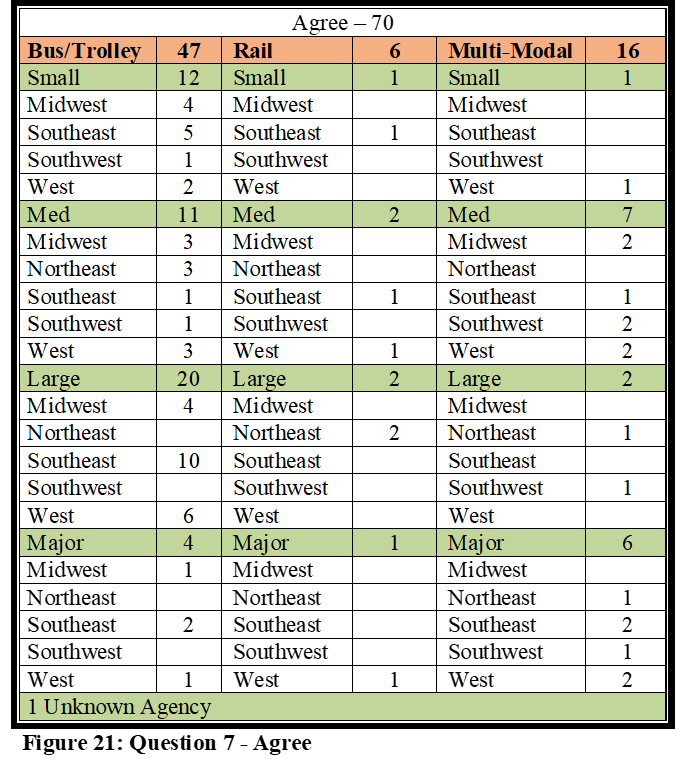 Agree – 70
Bus/Trolley 47 Rail 6 Multi-Modal 16
Small 12 Small 1 Small 1
Midwest 4 Midwest Midwest
Southeast 5 Southeast 1 Southeast
Southwest 1 Southwest Southwest
West 2 West West 1
Med 11 Med 2 Med 7
Midwest 3 Midwest Midwest 2
Northeast 3 Northeast Northeast
Southeast 1 Southeast 1 Southeast 1
Southwest 1 Southwest Southwest 2
West 3 West 1 West 2
Large 20 Large 2 Large 2
Midwest 4 Midwest Midwest
Northeast Northeast 2 Northeast 1
Southeast 10 Southeast Southeast
Southwest Southwest Southwest 1
West 6 West West
Major 4 Major 1 Major 6
Midwest 1 Midwest Midwest
Northeast Northeast Northeast 1
Southeast 2 Southeast Southeast 2
Southwest Southwest Southwest 1
West 1 West 1 West 2
1 Unknown Agency
Figure 21: Question 7 - Agree